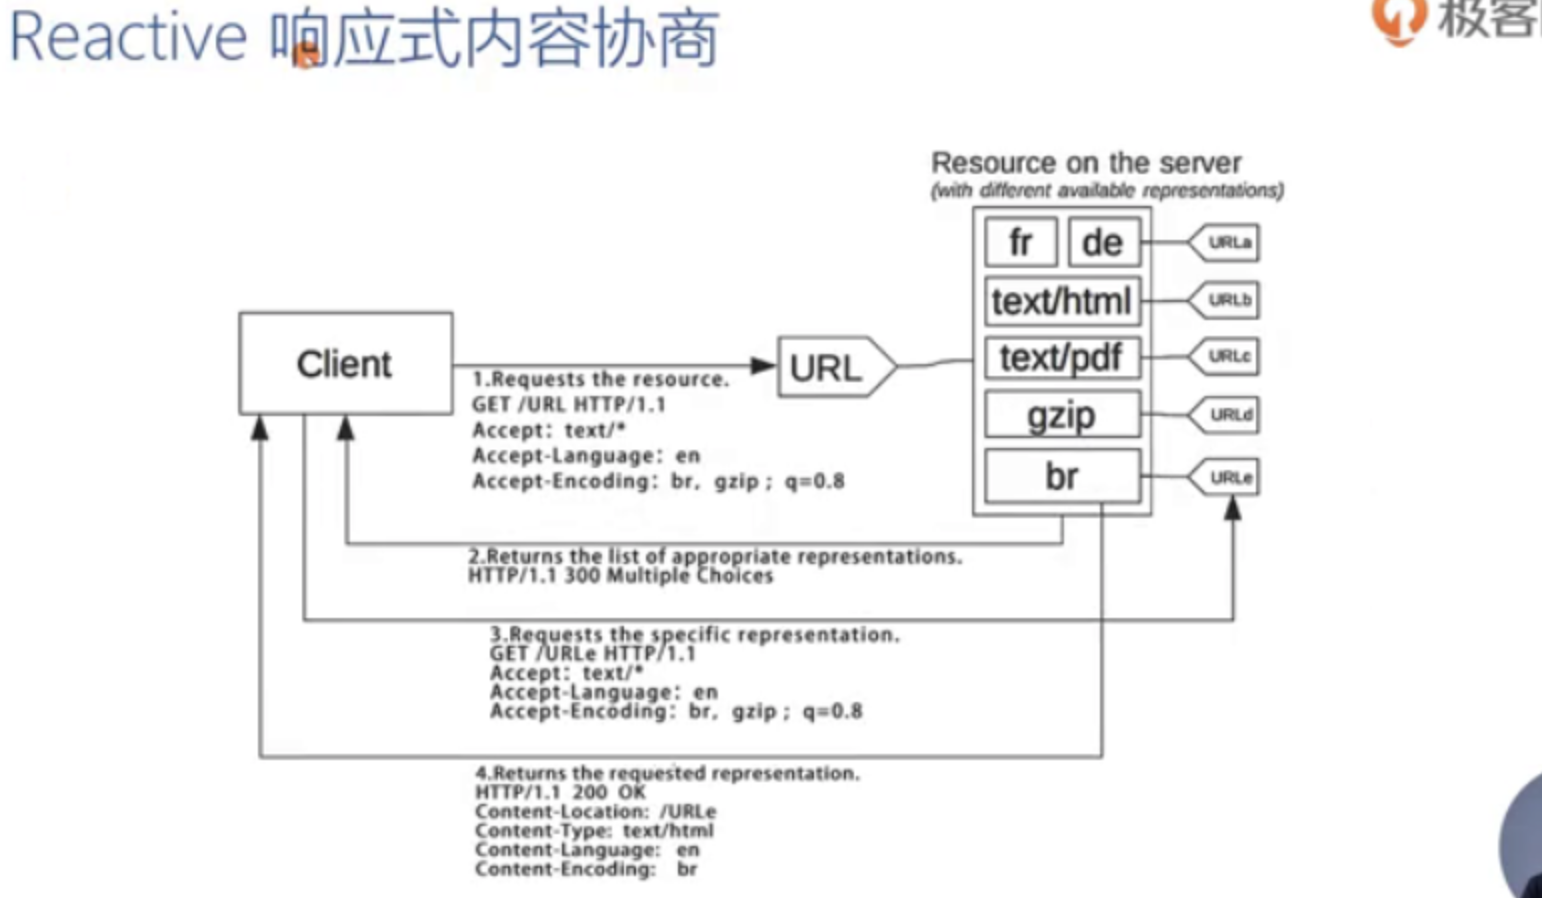 Reactive 响应式内容协商
极客
Resource on the server
(with different available representations)
fr
de
URLa
text/html
URLb
Client
URL
text/pdf
URLc
1.Requests the resource.
GET /URL HTTP/1.1
Accept: text/*
Accept-Language: en
Accept-Encoding: br, gzip ; q=0.8
gzip
URLd
br
URLe
2.Returns the list of appropriate representations.
HTTP/1.1 300 Multiple Choices
3.Requests the specific representation.
GET /URLe HTTP/1.1
Accept: text/*
Accept-Language: en
Accept-Encoding: br, gzip ; q=0.8
4.Returns the requested representation.
HTTP/1.1 200 OK
Content-Location: /URLe
Content-Type: text/html
Content-Language: en
Content-Encoding: br